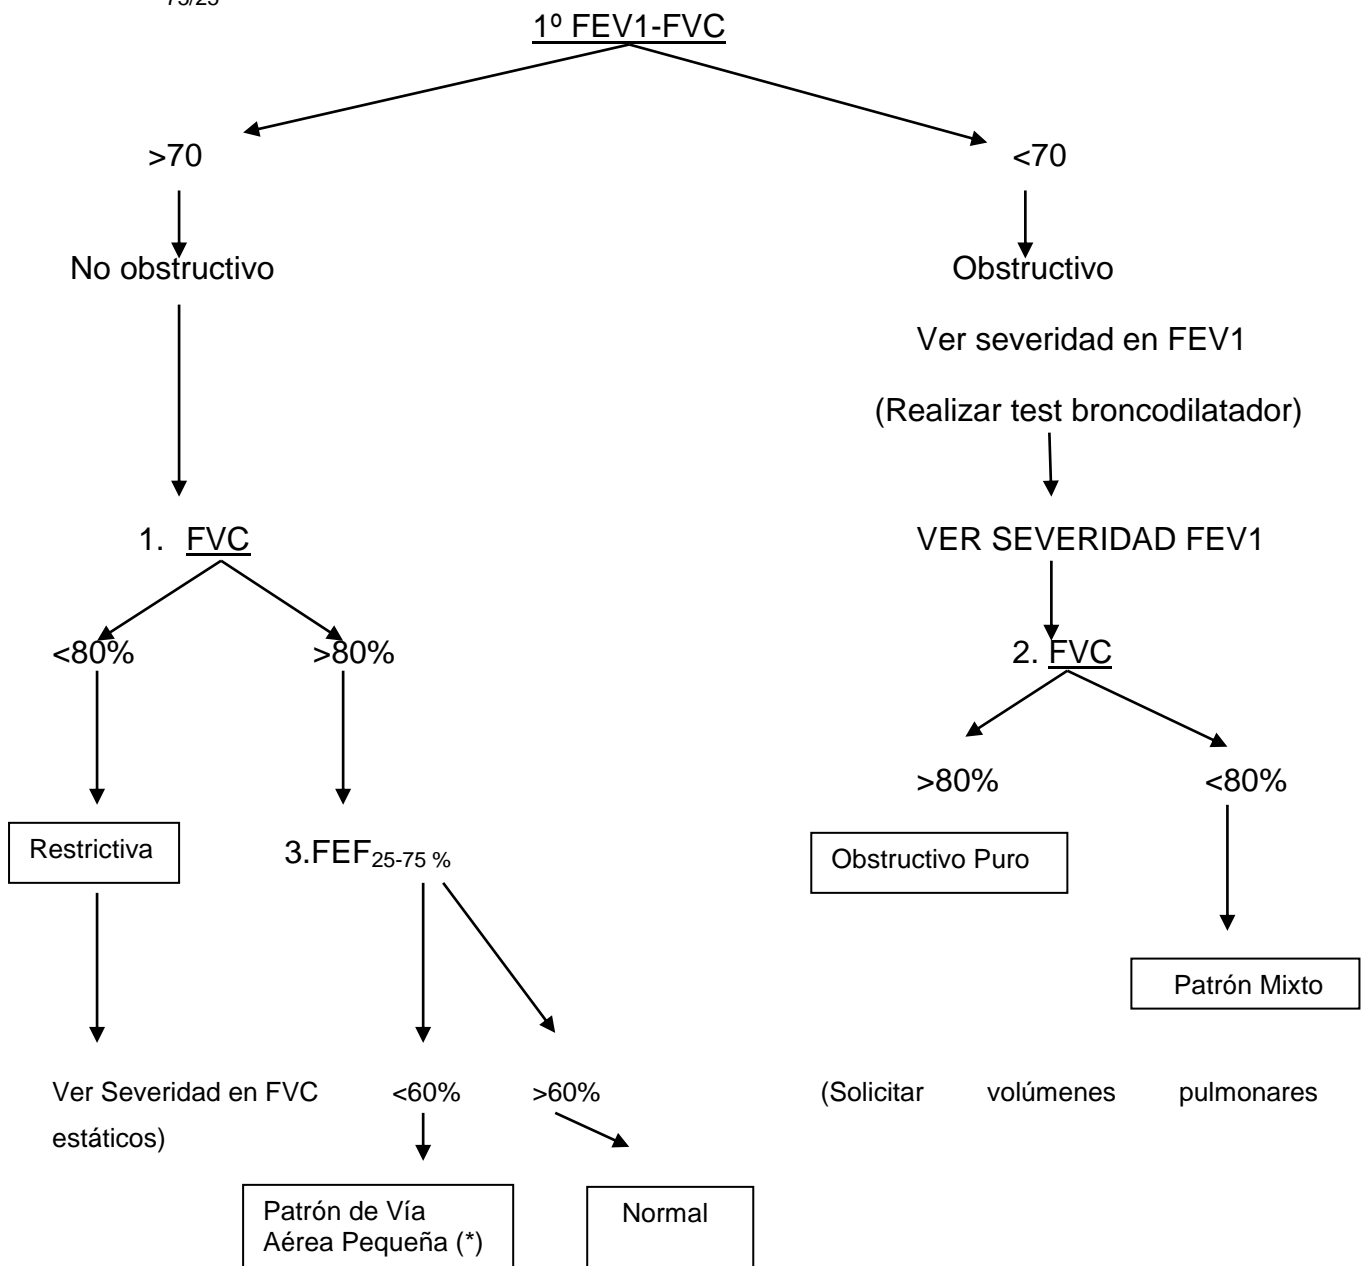 75/25
1º FEV1-FVC
>70
<70
No obstructivo
Obstructivo
Ver severidad en FEV1
(Realizar test broncodilatador)
1. FVC
VER SEVERIDAD FEV1
<80%
>80%
2. FVC
>80%
<80%
Restrictiva
3.FEF25-75 %
Obstructivo Puro
Patrón Mixto
Ver Severidad en FVC
<60%
>60%
(Solicitar volúmenes pulmonares
estáticos)
Patrón de Vía
Aérea Pequeña (*)
Normal